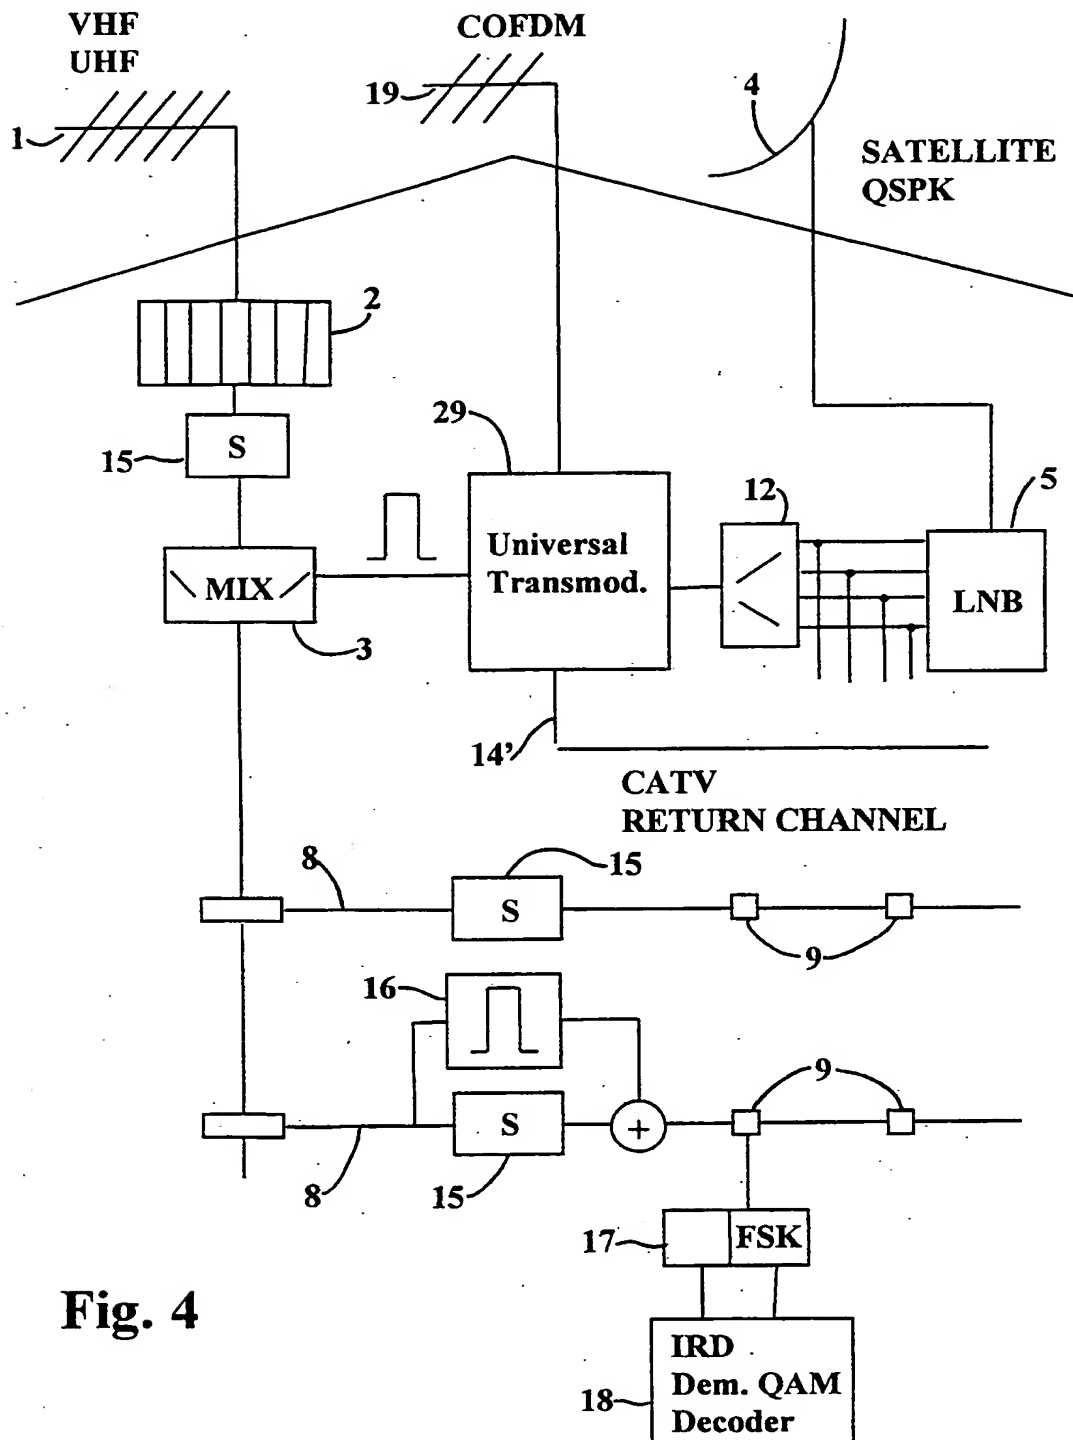 VHF
UHF
COFDM
19
4
1
SATELLITE
QSPK
2
29
15
S
12
5
Universal
Transmod.
MIX
LNB
3
14’
CATV
RETURN CHANNEL
8
15
S
9
16
9
S
8
15
17
FSK
Fig. 4
IRD
Dem. QAM
18
Decoder
+